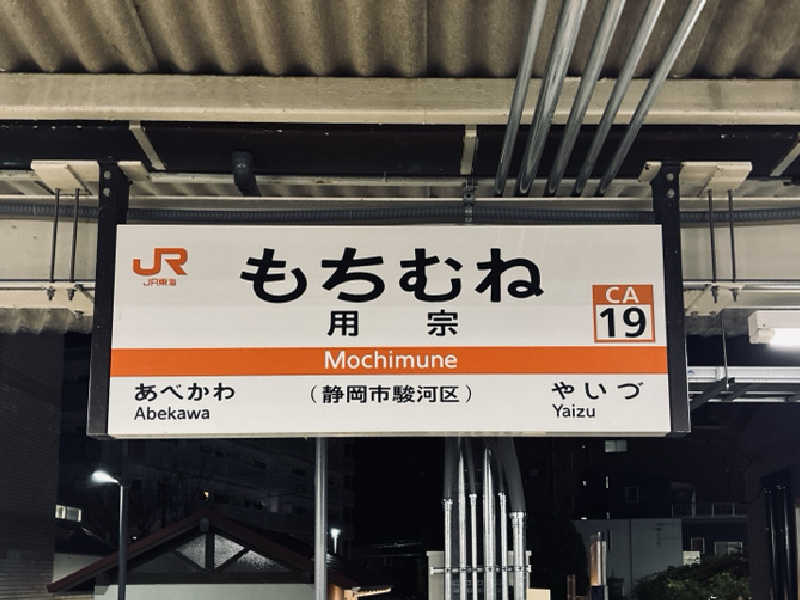 JR
JR東海
もちむね
用宗
CA
19
Mochimune
あべかわ
Abekawa
（静岡市駿河区）
やいづ
Yaizu